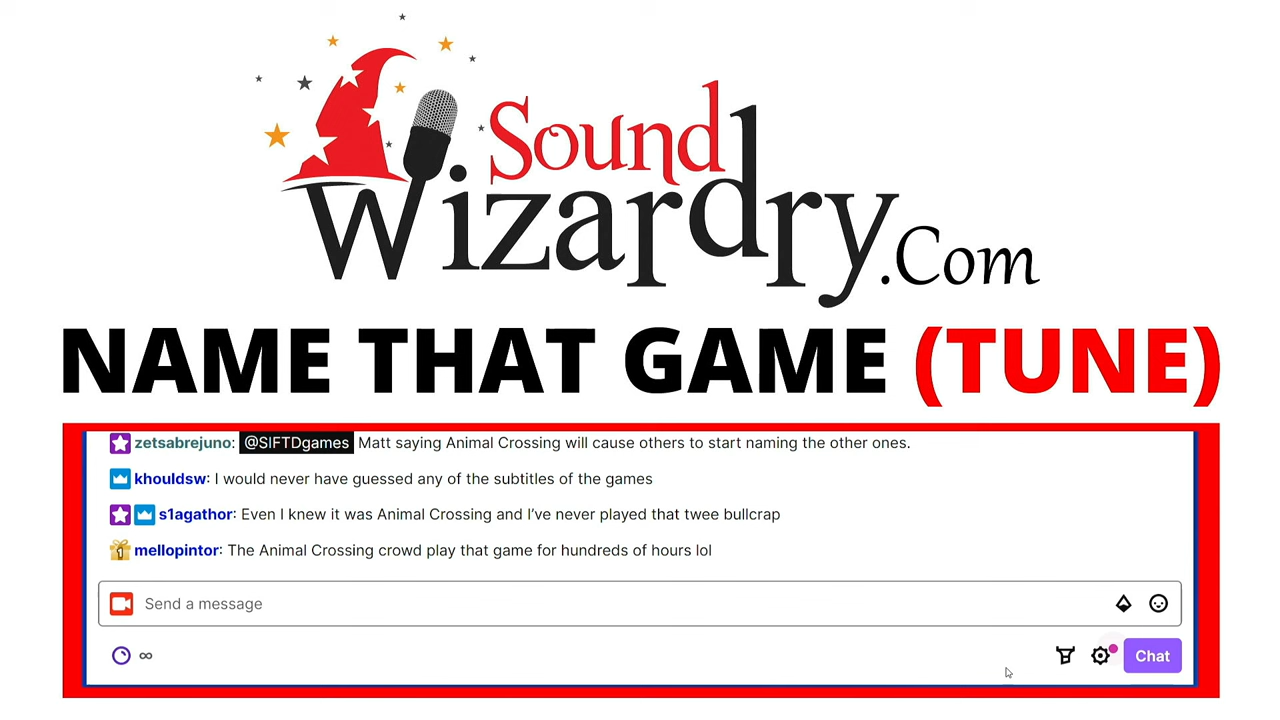 Sound
Wizardry.Com
NAME THAT GAME (TUNE)
zetsabrejuno: @SIFTDgames Matt saying Animal Crossing will cause others to start naming the other ones.
khouldsw: I would never have guessed any of the subtitles of the games
s1agathor: Even I knew it was Animal Crossing and I've never played that twee bullcrap
1 mellopintor: The Animal Crossing crowd play that game for hundreds of hours lol
Send a message
∞
Chat